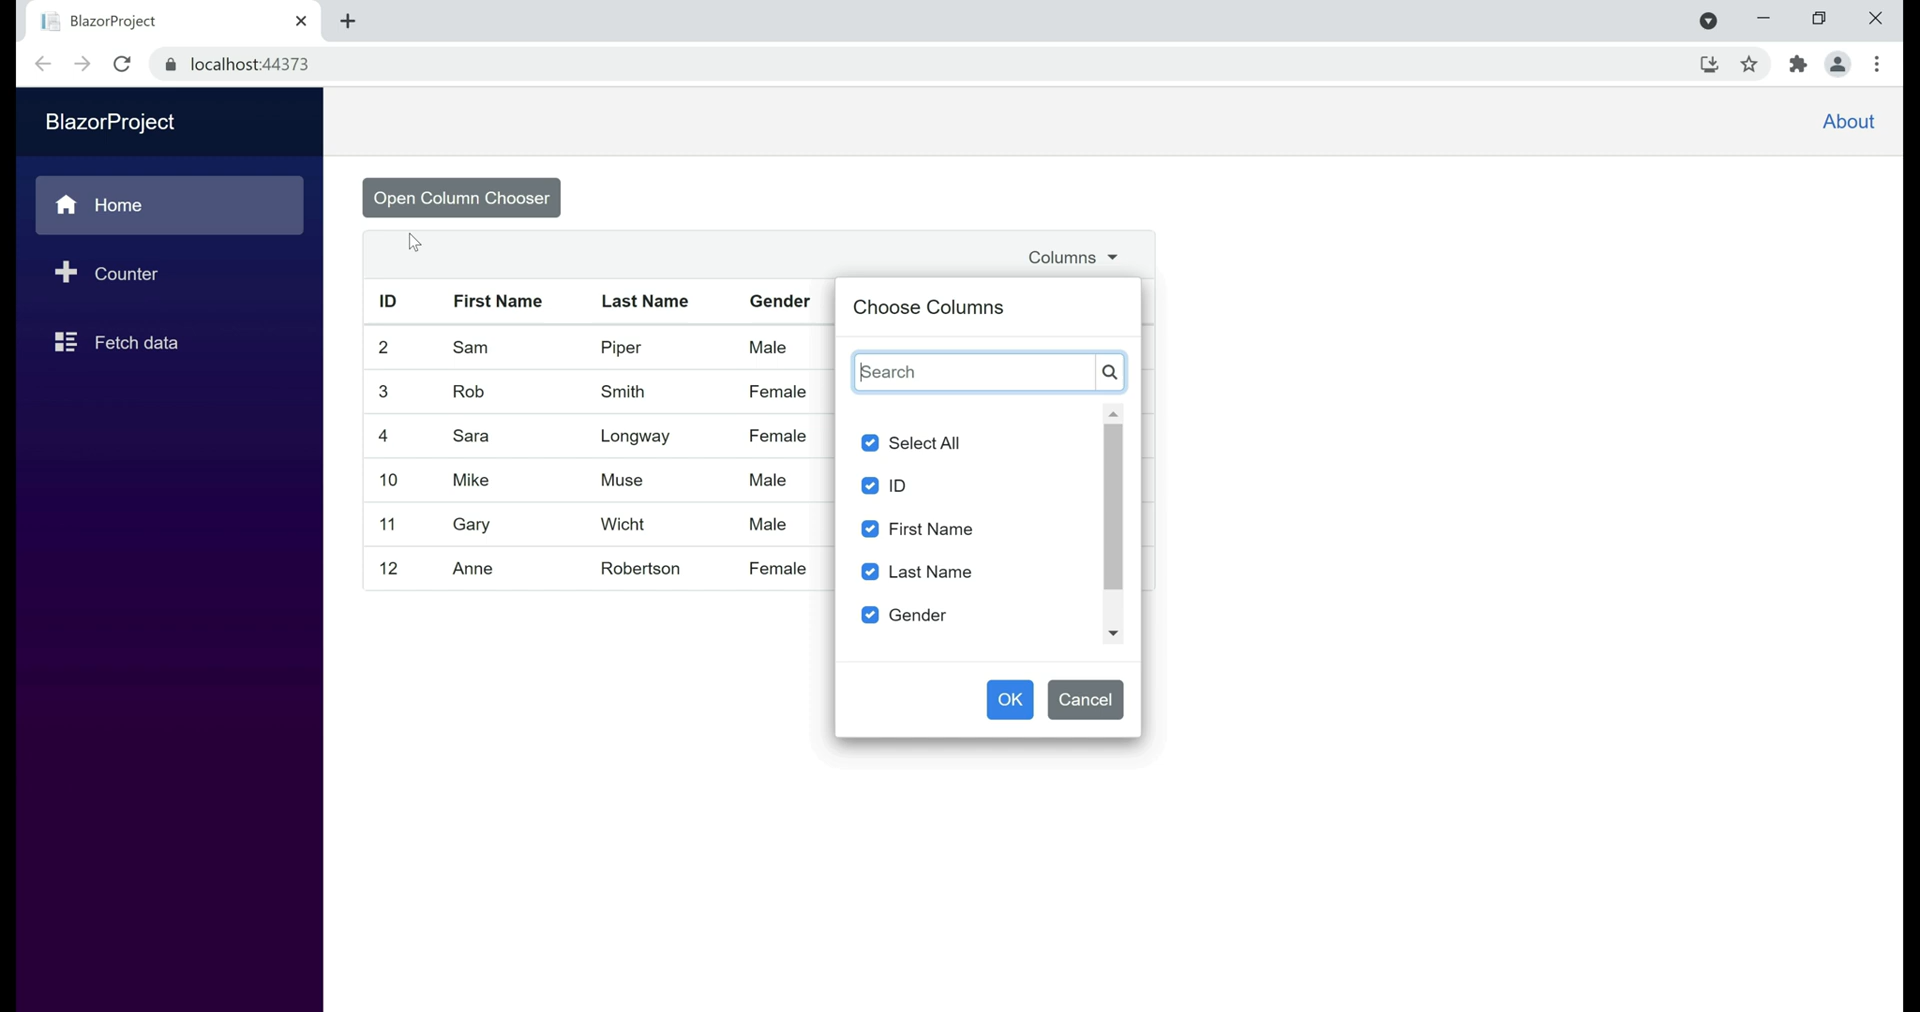 BlazorProject
localhost:44373
BlazorProject
About
Home
Counter
Fetch data
Open Column Chooser
Columns
ID First Name Last Name Gender
2 Sam Piper Male
3 Rob Smith Female
4 Sara Longway Female
10 Mike Muse Male
11 Gary Wicht Male
12 Anne Robertson Female
Choose Columns
Search
Select All
ID
First Name
Last Name
Gender
OK Cancel